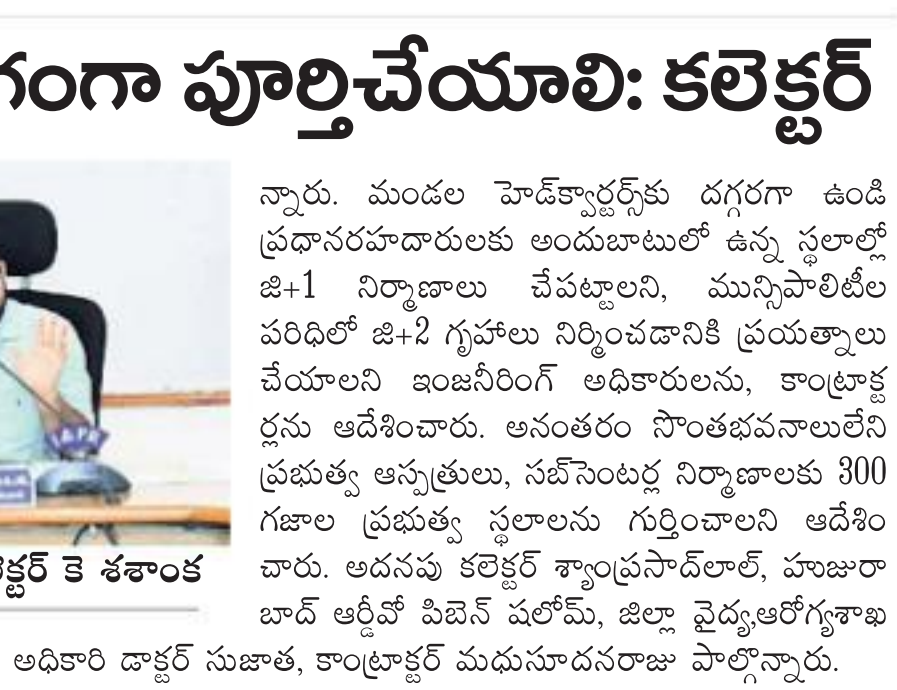 పూర్తిచేయాలి: కలెక్టర్
న్నారు. మండల హెడ్‌క్వార్టర్స్‌కు దగ్గరగా ఉండి
ప్రధానరహదారులకు అందుబాటులో ఉన్న స్థలాల్లో
జి+1 నిర్మాణాలు చేపట్టాలని, మున్సిపాలిటీల
పరిధిలో జి+2 గృహాలు నిర్మించడానికి ప్రయత్నాలు
చేయాలని ఇంజనీరింగ్ అధికారులను, కాంట్రాక్ట
ర్లను ఆదేశించారు. అనంతరం సొంతభవనాలులేని
ప్రభుత్వ ఆస్పత్రులు, సబ్‌సెంటర్ల నిర్మాణాలకు 300
గజాల ప్రభుత్వ స్థలాలను గుర్తించాలని ఆదేశిం
చారు. అదనపు కలెక్టర్ శ్యాంప్రసాద్‌లాల్, హుజురా
బాద్ ఆర్డీవో పిబెన్ షలోమ్, జిల్లా వైద్య,ఆరోగ్యశాఖ
అధికారి డాక్టర్ సుజాత, కాంట్రాక్టర్ మధుసూదనరాజు పాల్గొన్నారు.
కె శశాంక